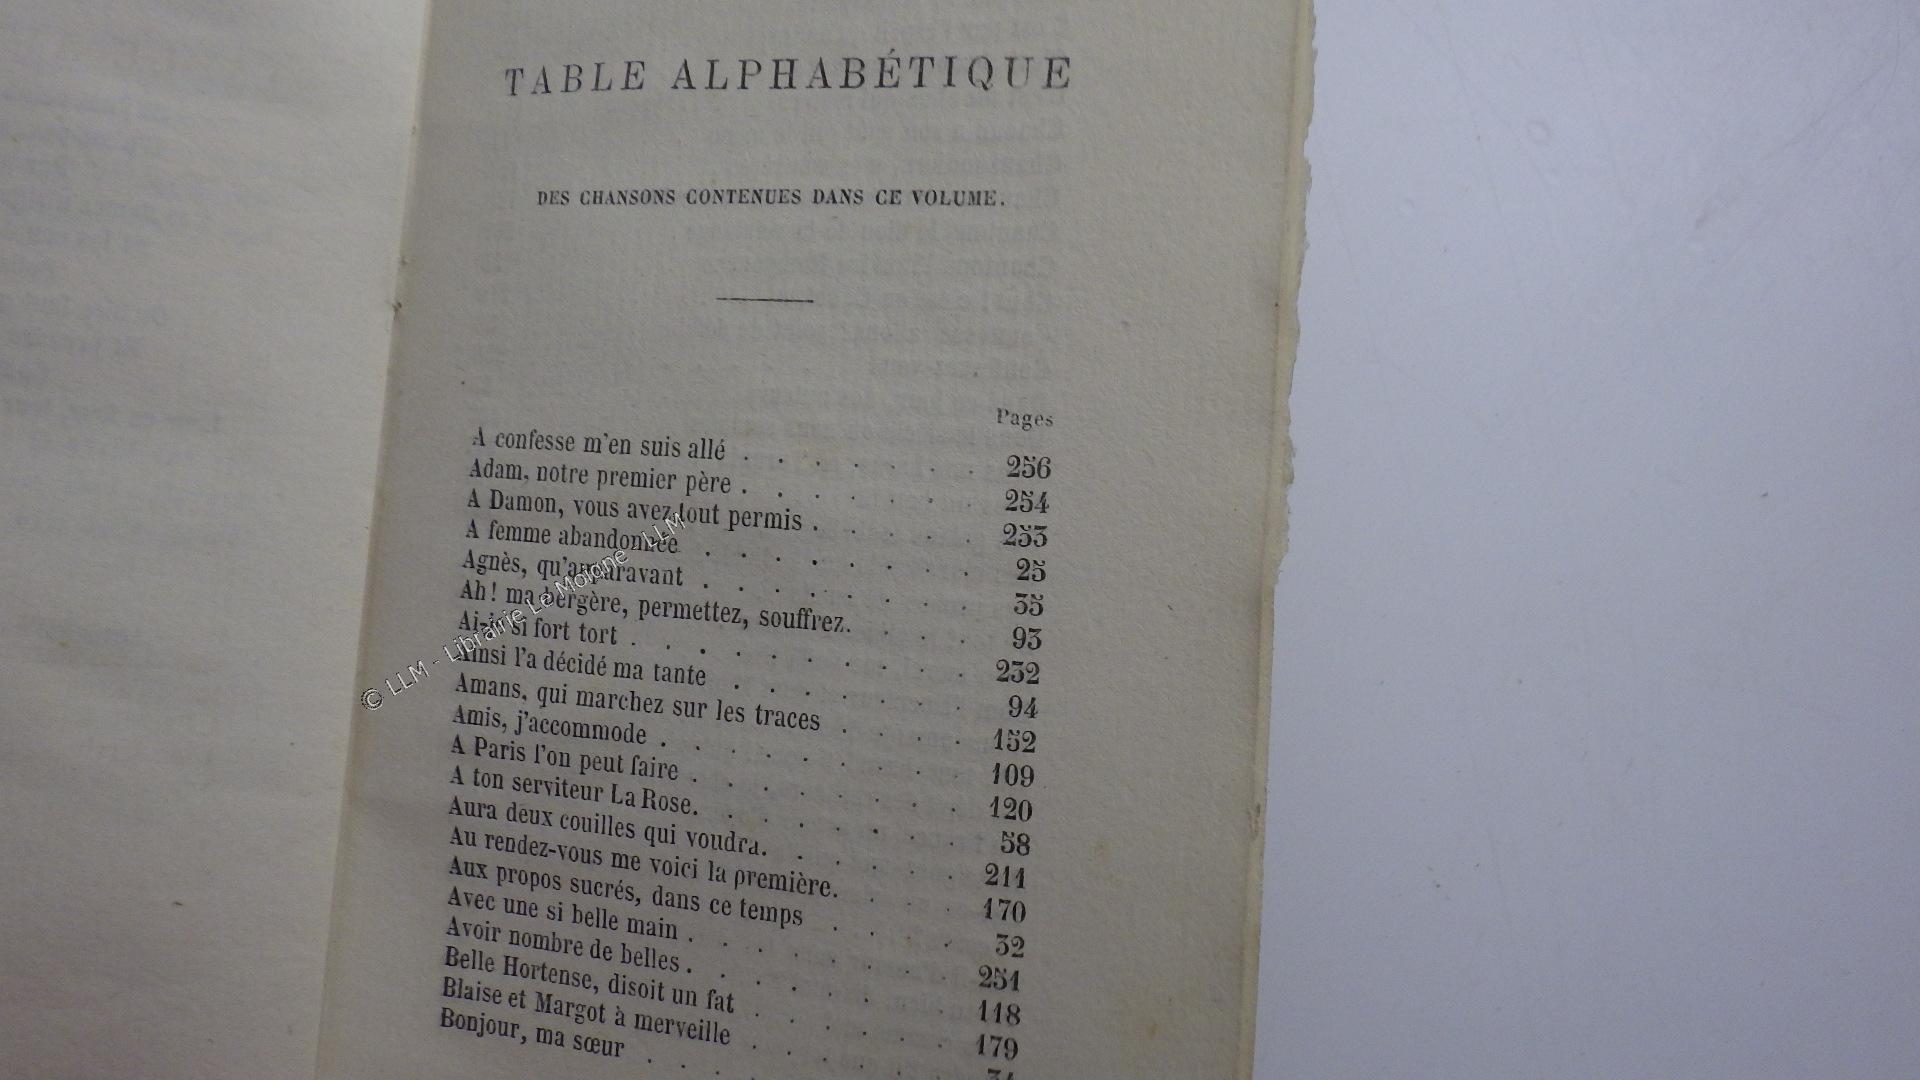 TABLE ALPHABÉTIQUE
DES CHANSONS CONTENUES DANS CE VOLUME.
Pages
A confesse m'en suis allé . . . . . . . 256
Adam, notre premier père . . . . . . . 254
A Damon, vous avez tout permis . . . . . 253
A femme abandonnée . . . . . . . . 25
Agnès, qu'auparavant . . . . . . . . 35
Ah! ma bergère, permettez, souffrez. . . . . 93
Ai-je si fort tort . . . . . . . . . . 232
Ainsi l'a décidé ma tante . . . . . . . 94
Amans, qui marchez sur les traces . . . . 152
Amis, j'accommode . . . . . . . . . 109
A Paris l'on peut faire . . . . . . . . 120
A ton serviteur La Rose. . . . . . . . 58
Aura deux couilles qui voudra. . . . . . 211
Au rendez-vous me voici la première. . . . 170
Aux propos sucrés, dans ce temps . . . . 32
Avec une si belle main . . . . . . . . 251
Avoir nombre de belles . . . . . . . . 118
Belle Hortense, disoit un fat . . . . . . 179
Blaise et Margot à merveille . . . . . .
Bonjour, ma sœur . . . .
© LLM - Librairie Le Moigne LLM